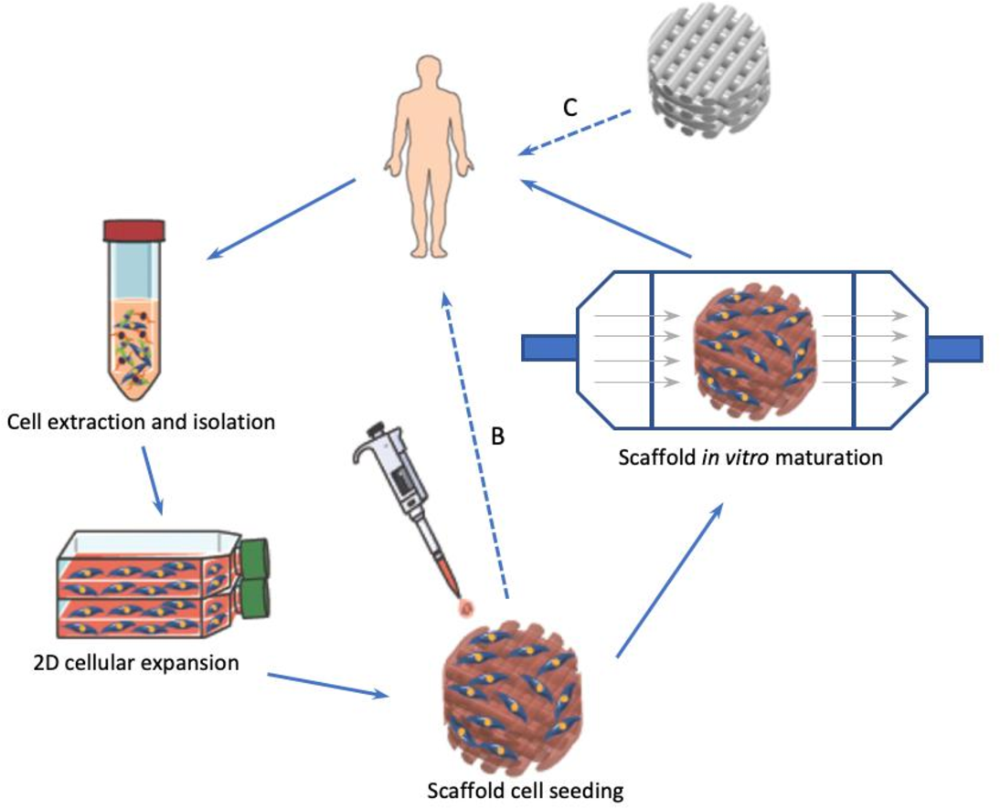 C
Cell extraction and isolation
B
Scaffold in vitro maturation
2D cellular expansion
Scaffold cell seeding